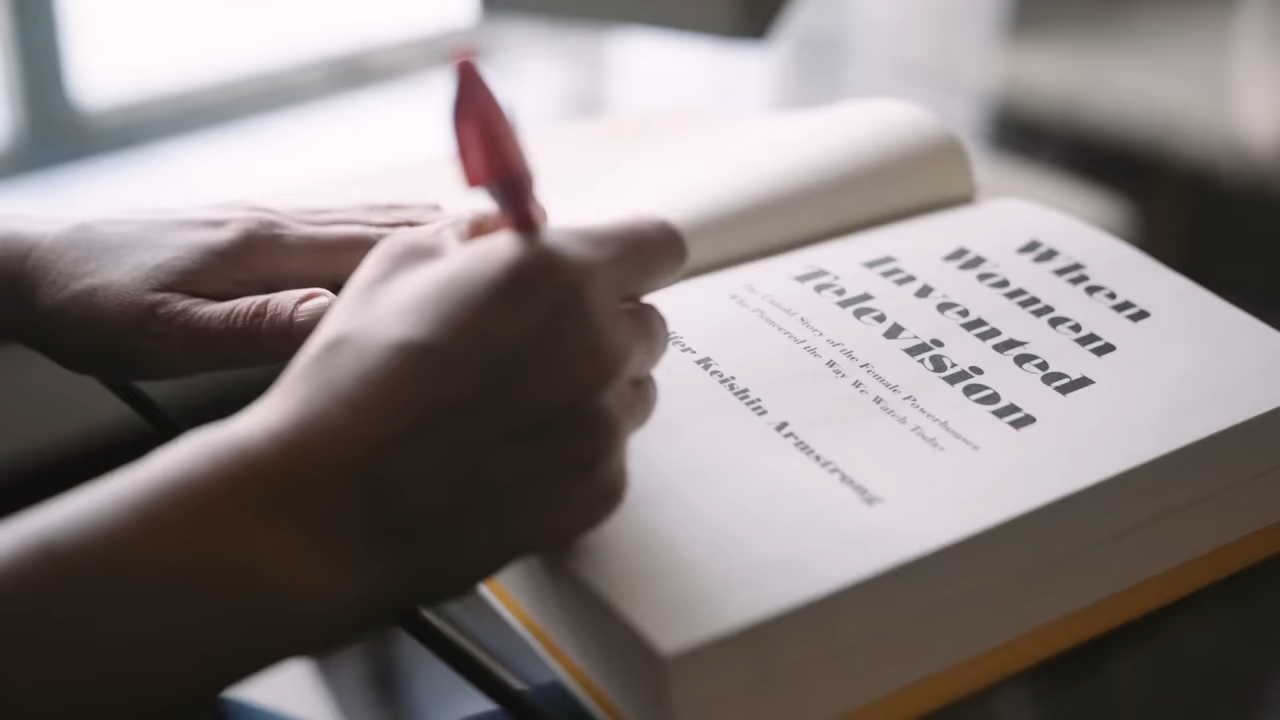 When
Women
Invented
Television
The Untold Story of the Female Powerhouses
Who Pioneered the Way We Watch Today
fer Keishin Armstrong